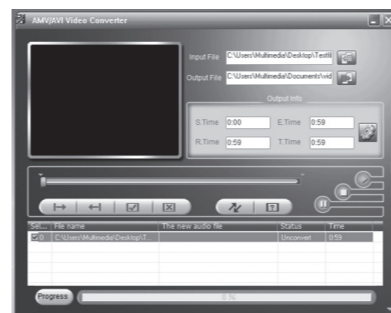 AMV/AVI Video Converter
Input File C:\Users\Multimedia\Desktop\Testfil
Output File C:\Users\Multimedia\Documents\vid
Output Info
S.Time 0:00 E.Time 0:59
R.Time 0:59 T.Time 0:59
T
Sel... File name The new audio file Status Time
0 C:\Users\Multimedia\Desktop\T... Unconvert 0:59
Progress 0 %